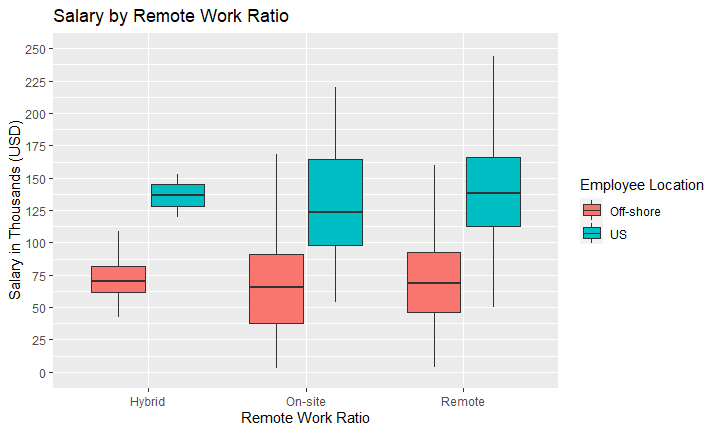 Salary by Remote Work Ratio
250
225
200
175
150
125
100
75
50
25
0
Salary in Thousands (USD)
Hybrid On-site Remote
Remote Work Ratio
Employee Location
Off-shore
US